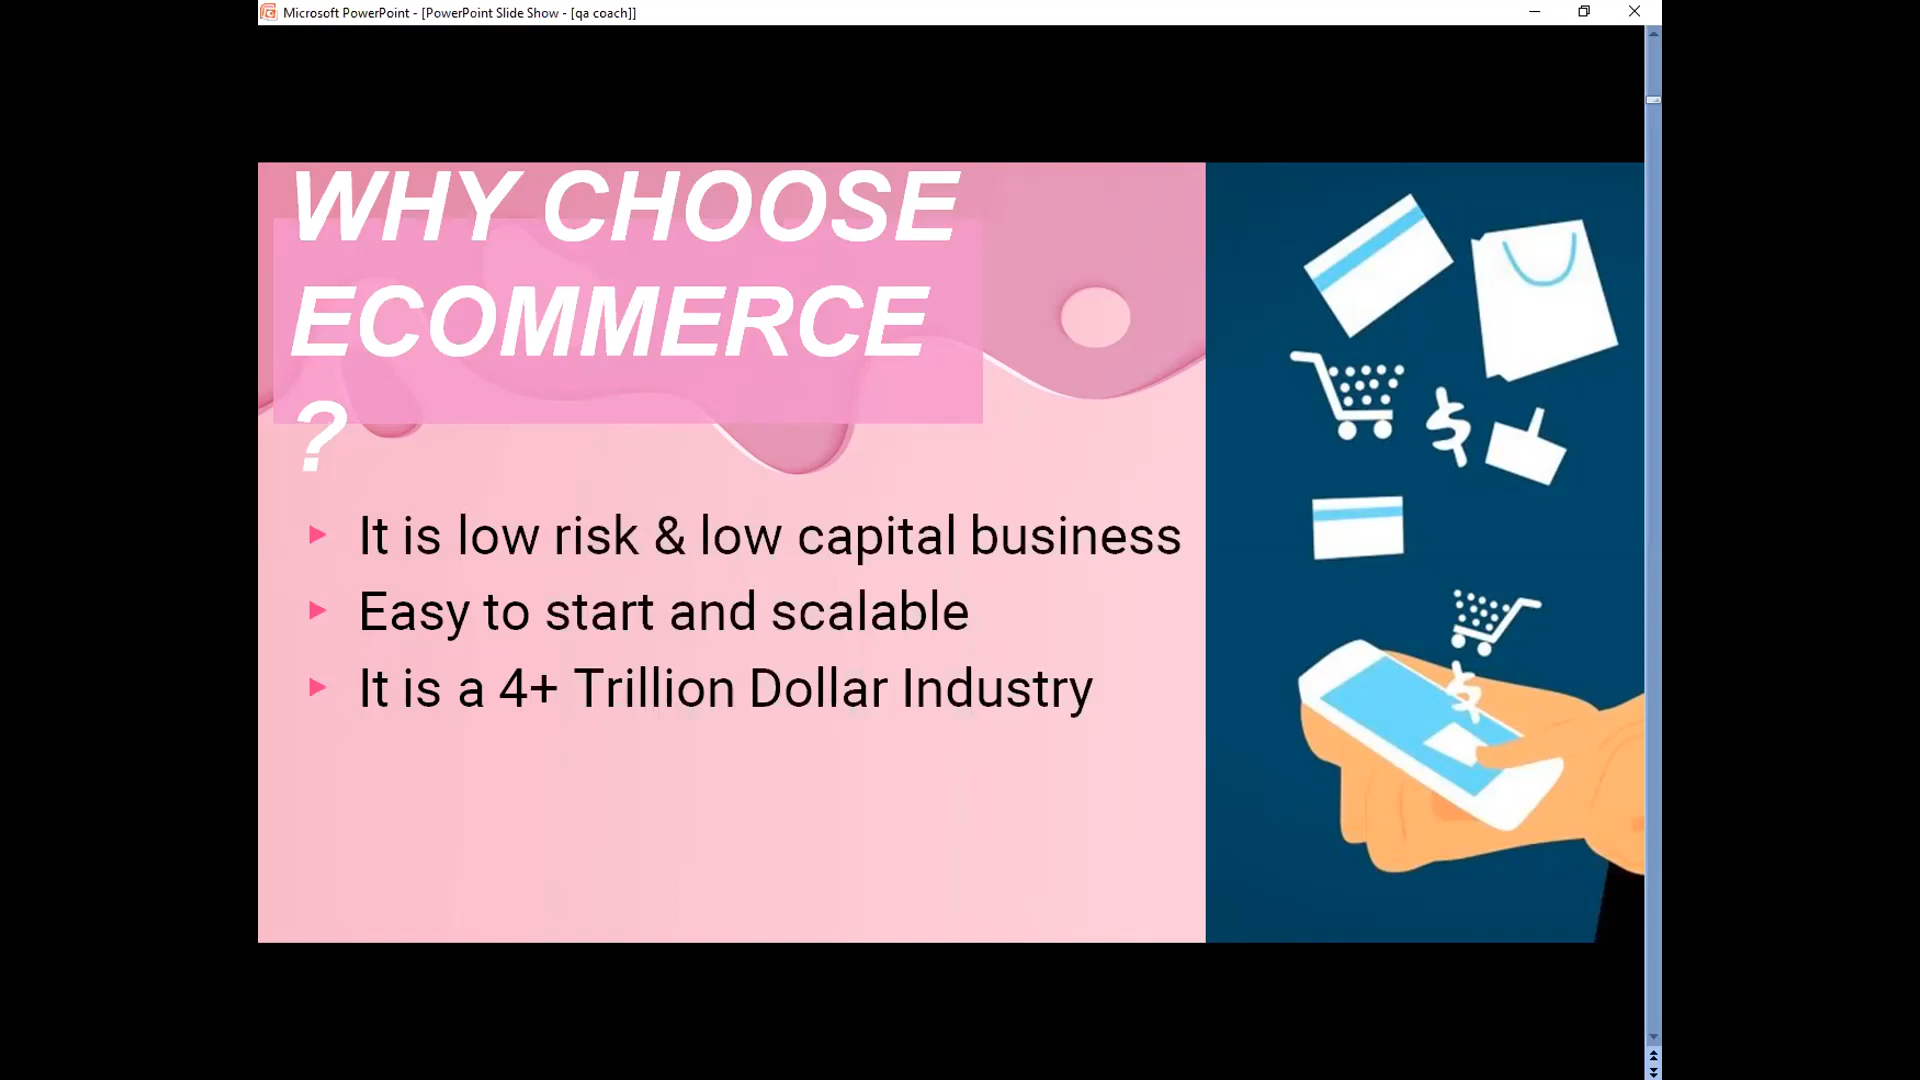 Microsoft PowerPoint - [PowerPoint Slide Show - [qa coach]]
WHY CHOOSE
ECOMMERCE
?
It is low risk & low capital business
Easy to start and scalable
It is a 4+ Trillion Dollar Industry
$
$